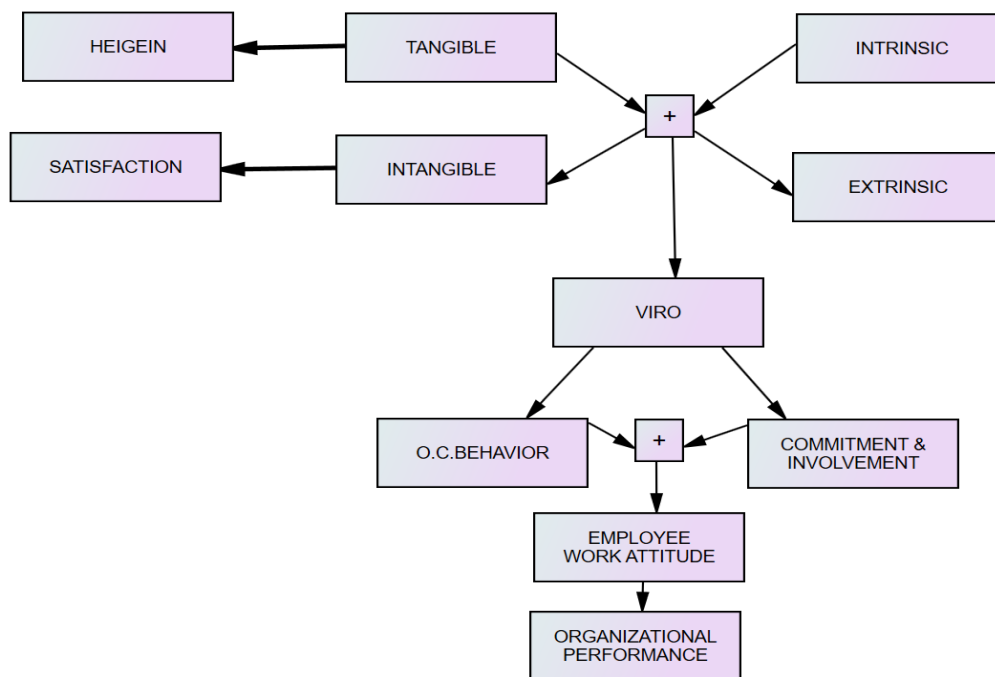 HEIGEIN
TANGIBLE
INTRINSIC
+
SATISFACTION
INTANGIBLE
EXTRINSIC
VIRO
O.C.BEHAVIOR
+
COMMITMENT &
INVOLVEMENT
EMPLOYEE
WORK ATTITUDE
ORGANIZATIONAL
PERFORMANCE